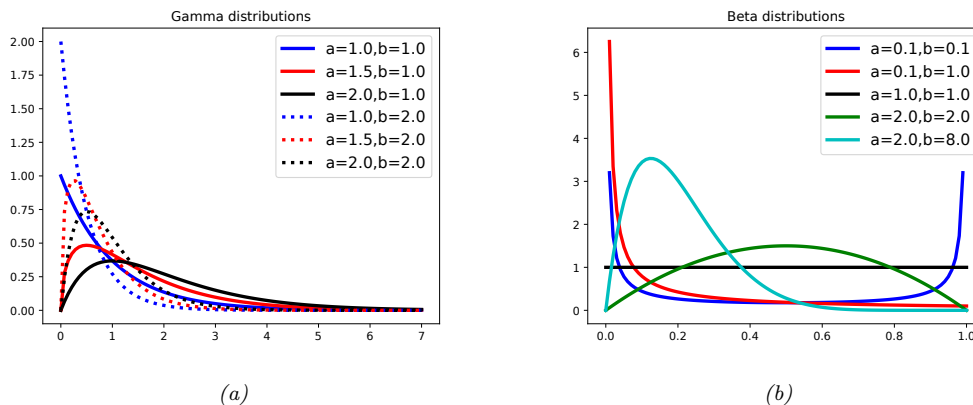 Gamma distributions
2.00
1.75
1.50
1.25
1.00
0.75
0.50
0.25
0.00
0 1 2 3 4 5 6 7
a=1.0,b=1.0
a=1.5,b=1.0
a=2.0,b=1.0
a=1.0,b=2.0
a=1.5,b=2.0
a=2.0,b=2.0
(a)
Beta distributions
6
5
4
3
2
1
0
0.0 0.2 0.4 0.6 0.8 1.0
a=0.1,b=0.1
a=0.1,b=1.0
a=1.0,b=1.0
a=2.0,b=2.0
a=2.0,b=8.0
(b)